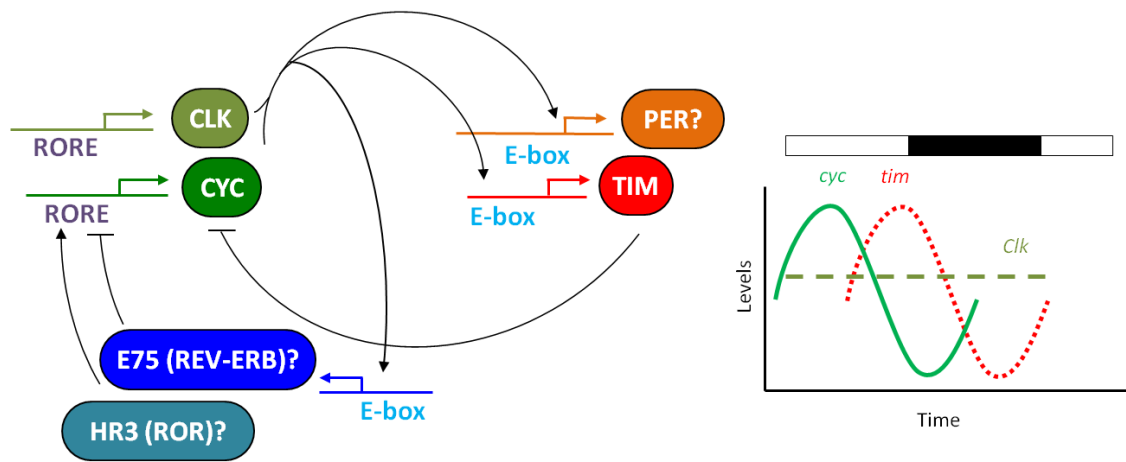 CLK
RORE
PER?
E-box
CYC
RORE
TIM
E-box
E75 (REV-ERB)?
E-box
HR3 (ROR)?
cyc
tim
Clk
Levels
Time